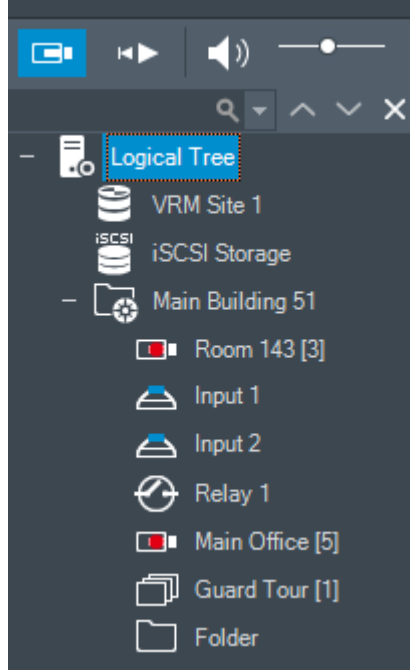 Logical Tree
VRM Site 1
iSCSI
iSCSI Storage
Main Building 51
Room 143 [3]
Input 1
Input 2
Relay 1
Main Office [5]
Guard Tour [1]
Folder